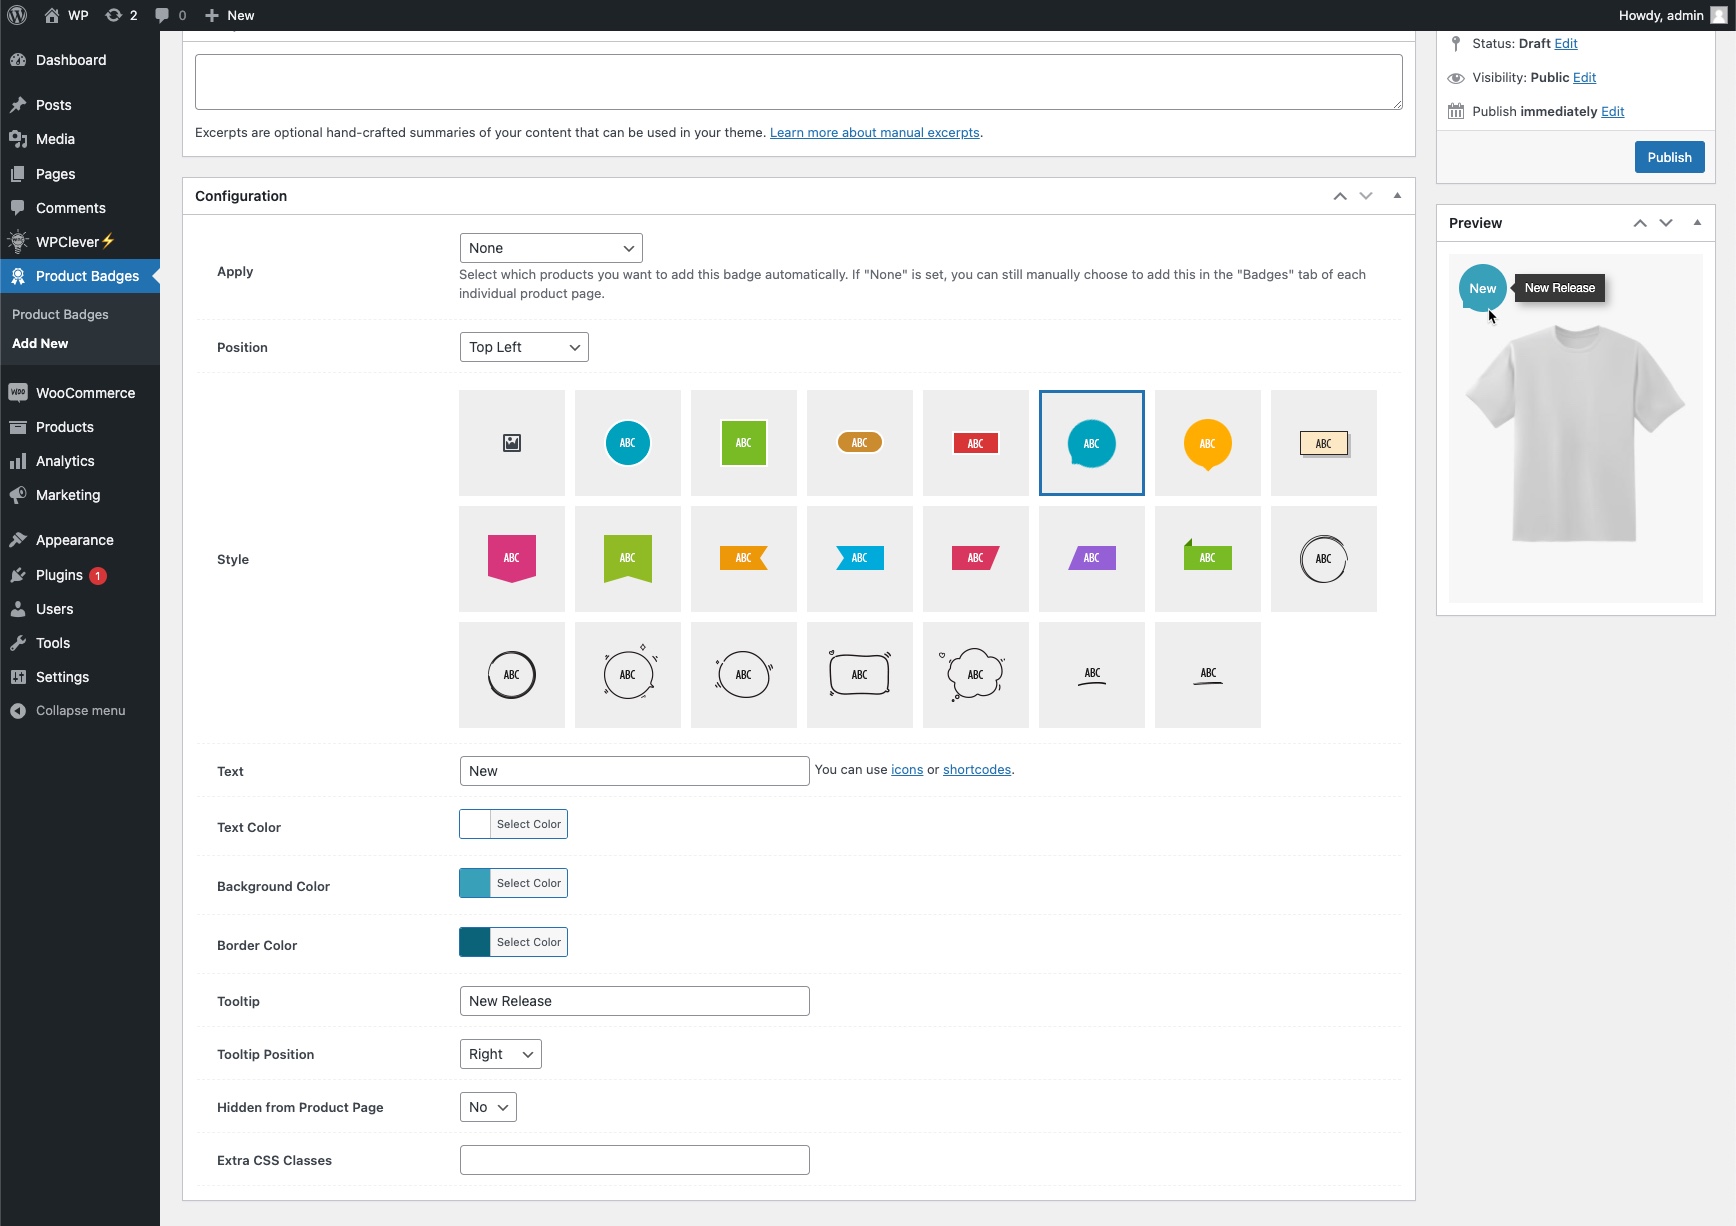 WP
2
0
New
Howdy, admin
Dashboard
Posts
Media
Pages
Comments
WPClever⚡
Product Badges
Product Badges
Add New
WooCommerce
Products
Analytics
Marketing
Appearance
Plugins 1
Users
Tools
Settings
Collapse menu
Excerpts are optional hand-crafted summaries of your content that can be used in your theme. Learn more about manual excerpts.
Configuration
Apply
None
Select which products you want to add this badge automatically. If "None" is set, you can still manually choose to add this in the "Badges" tab of each
individual product page.
Position
Top Left
Style
ABC ABC ABC ABC ABC ABC ABC
ABC ABC ABC ABC ABC ABC ABC ABC
ABC ABC ABC ABC ABC ABC ABC
Text
New
You can use icons or shortcodes.
Text Color
Select Color
Background Color
Select Color
Border Color
Select Color
Tooltip
New Release
Tooltip Position
Right
Hidden from Product Page
No
Extra CSS Classes
Status: Draft Edit
Visibility: Public Edit
Publish immediately Edit
Publish
Preview
New
New Release